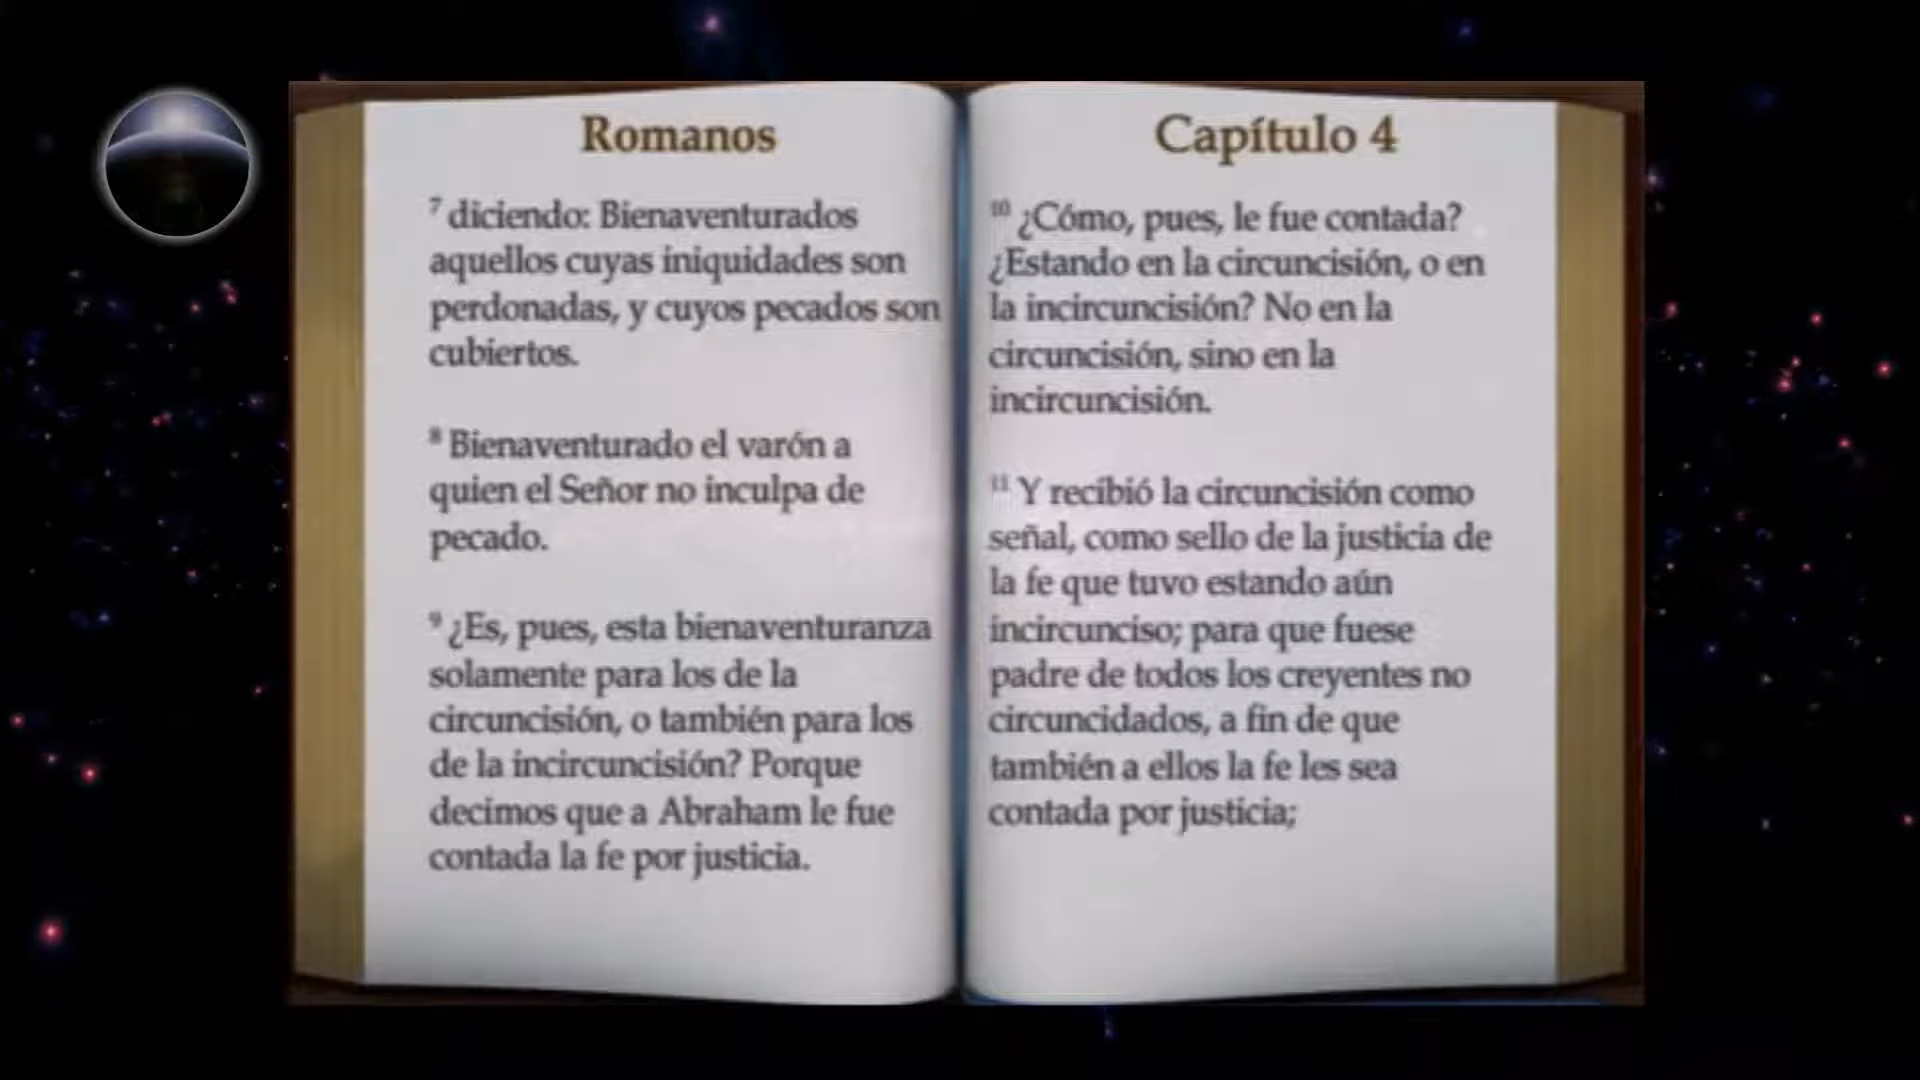 Romanos
7 diciendo: Bienaventurados
aquellos cuyas iniquidades son
perdonadas, y cuyos pecados son
cubiertos.
8 Bienaventurado el varón a
quien el Señor no inculpa de
pecado.
9 ¿Es, pues, esta bienaventuranza
solamente para los de la
circuncisión, o también para los
de la incircuncisión? Porque
decimos que a Abraham le fue
contada la fe por justicia.
Capítulo 4
10 ¿Cómo, pues, le fue contada?
¿Estando en la circuncisión, o en
la incircuncisión? No en la
circuncisión, sino en la
incircuncisión.
11 Y recibió la circuncisión como
señal, como sello de la justicia de
la fe que tuvo estando aún
incircunciso; para que fuese
padre de todos los creyentes no
circuncidados, a fin de que
también a ellos la fe les sea
contada por justicia;